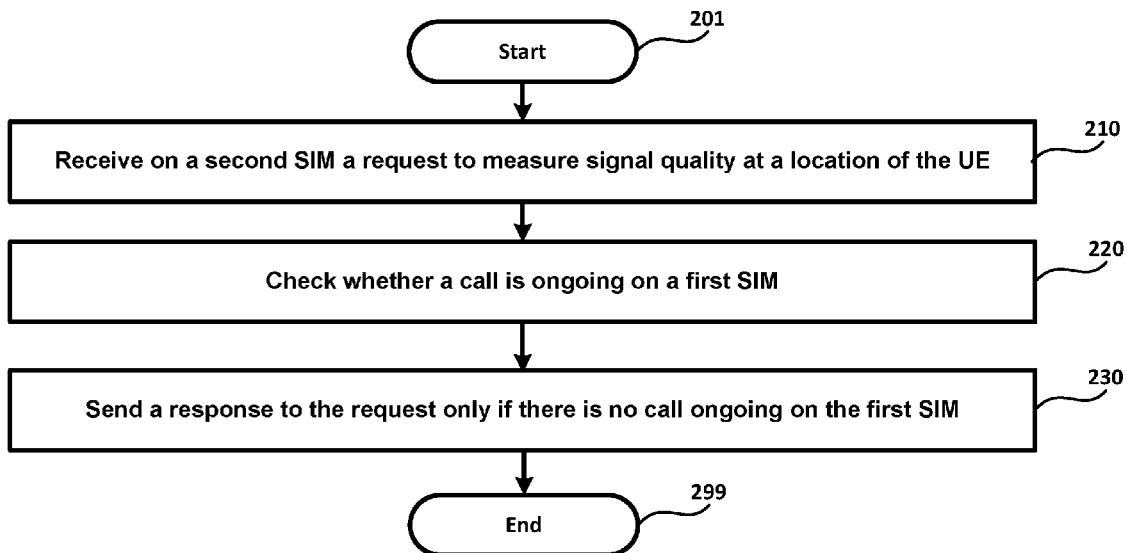 201
Start
210
Receive on a second SIM a request to measure signal quality at a location of the UE
220
Check whether a call is ongoing on a first SIM
230
Send a response to the request only if there is no call ongoing on the first SIM
299
End